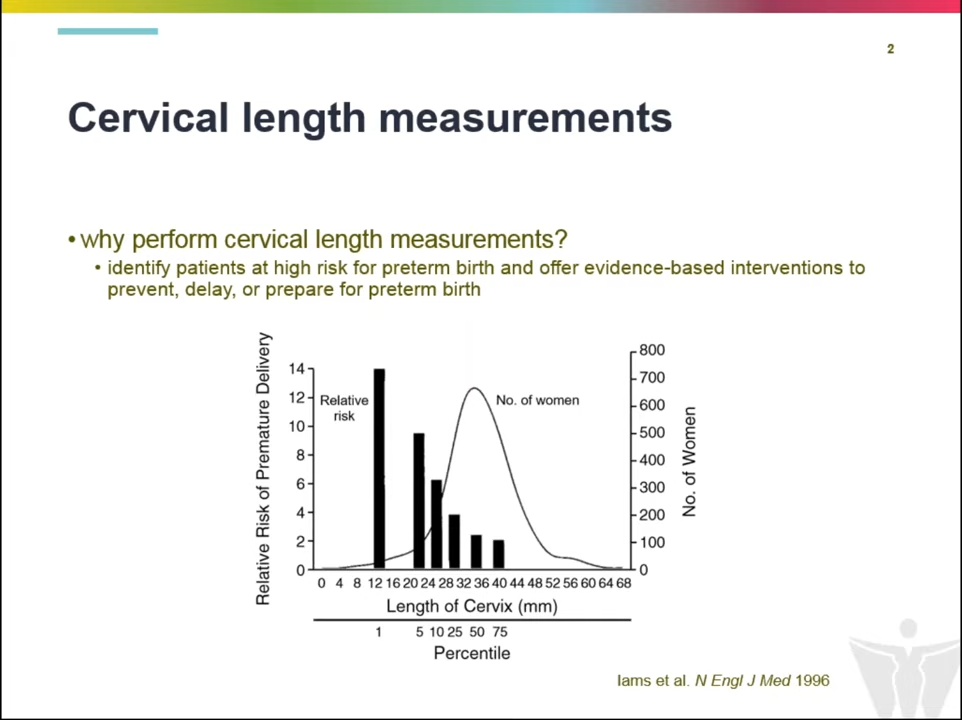 2
Cervical length measurements
• why perform cervical length measurements?
• identify patients at high risk for preterm birth and offer evidence-based interventions to
prevent, delay, or prepare for preterm birth
Relative Risk of Premature Delivery
14
12
10
8
6
4
2
0
Relative
risk
No. of women
800
700
600
500
400
300
200
100
0
No. of Women
0 4 8 12 16 20 24 28 32 36 40 44 48 52 56 60 64 68
Length of Cervix (mm)
1 5 10 25 50 75
Percentile
Iams et al. N Engl J Med 1996